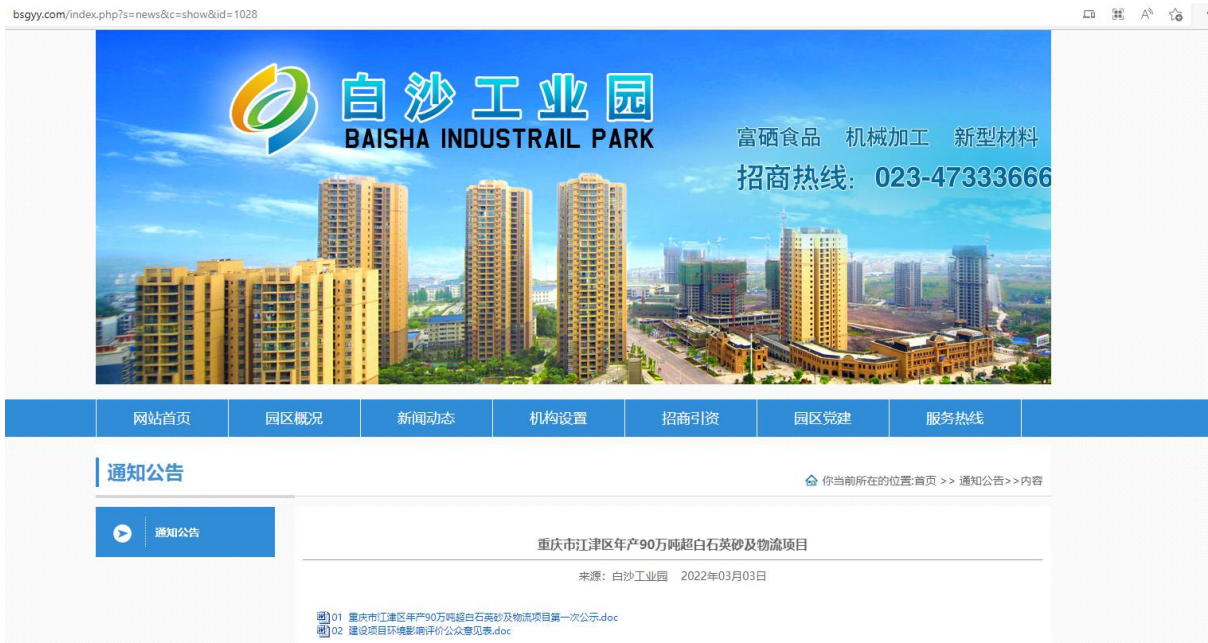 bsgyy.com/index.php?s=news&c=show&id=1028
白沙工业园
BAISHA INDUSTRAIL PARK
富硒食品 机械加工 新型材料
招商热线：023-47333666
网站首页 园区概况 新闻动态 机构设置 招商引资 园区党建 服务热线
通知公告
你当前所在的位置:首页 >> 通知公告>>内容
通知公告
重庆市江津区年产90万吨超白石英砂及物流项目
来源：白沙工业园 2022年03月03日
01 重庆市江津区年产90万吨超白石英砂及物流项目第一次公示.doc
02 建设项目环境影响评价公众意见表.doc